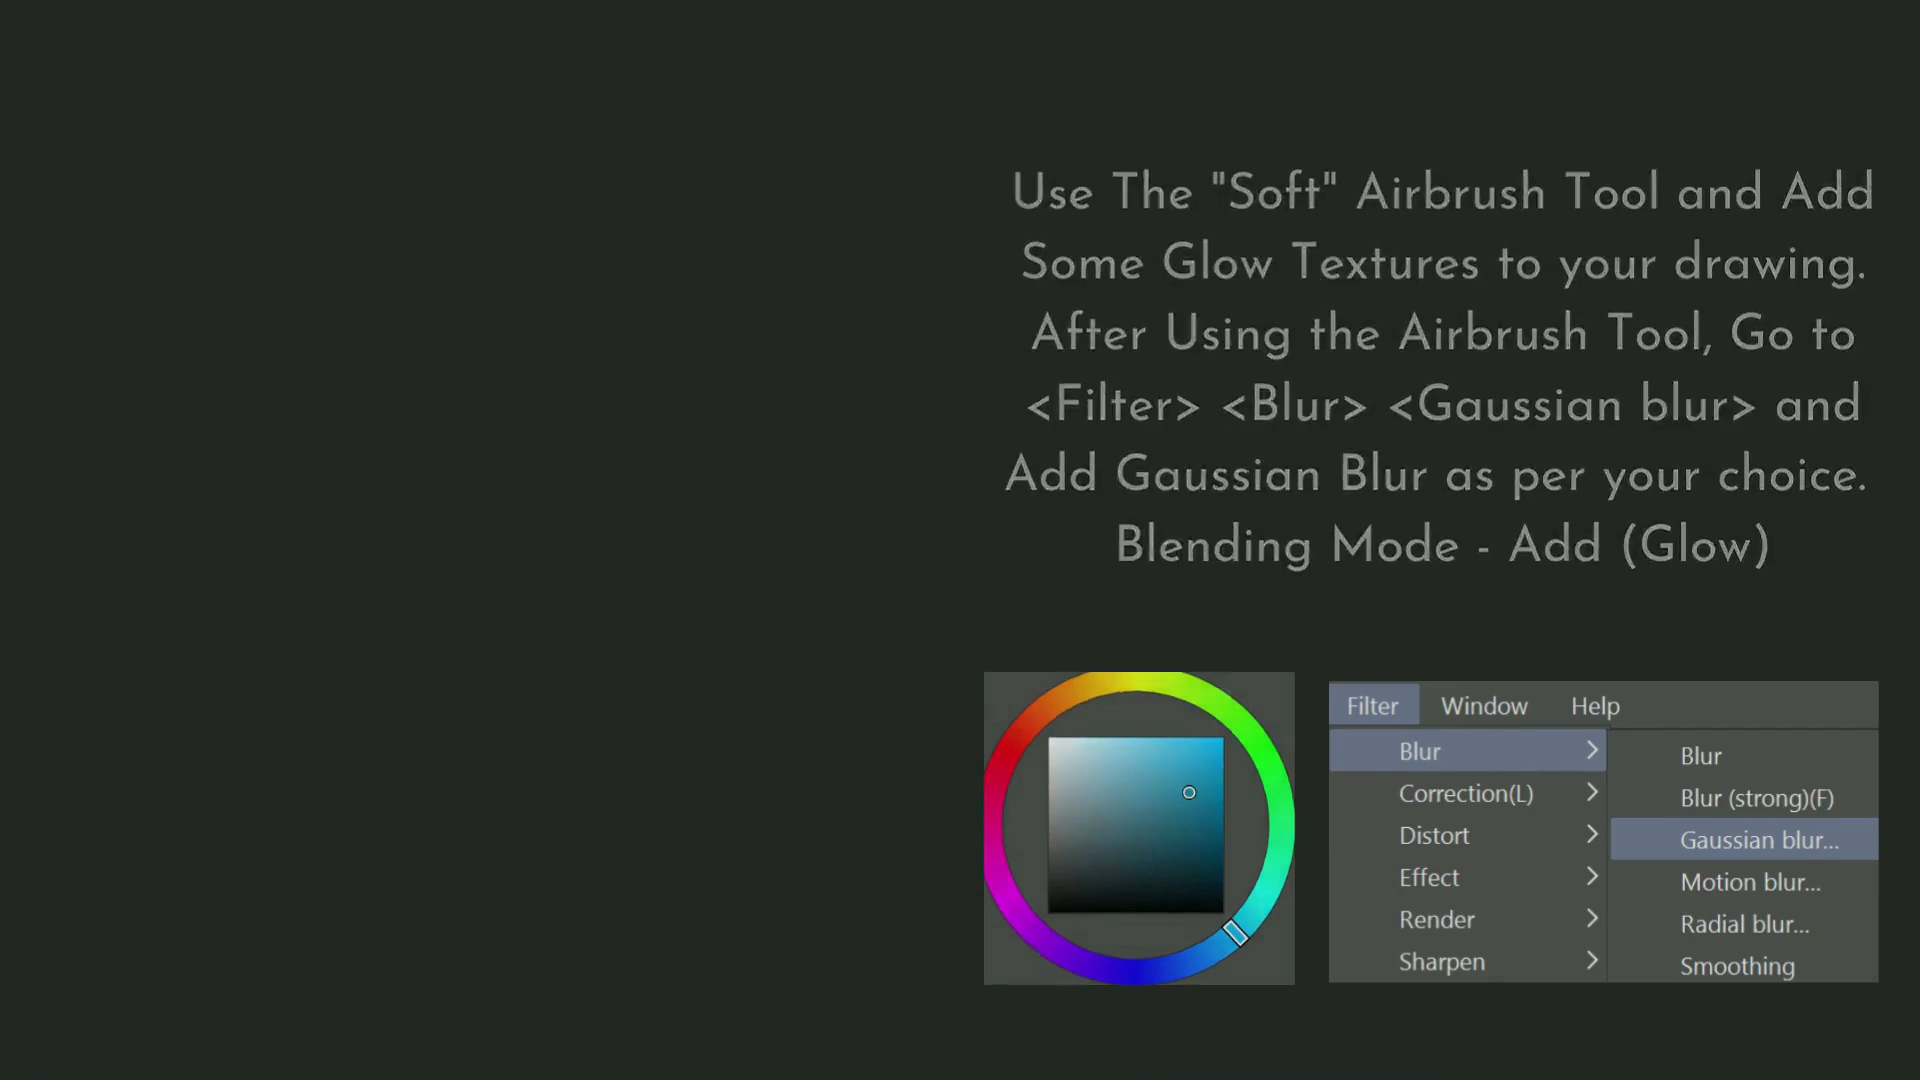 Use The "Soft" Airbrush Tool and Add
Some Glow Textures to your drawing.
After Using the Airbrush Tool, Go to
<Filter> <Blur> <Gaussian blur> and
Add Gaussian Blur as per your choice.
Blending Mode - Add (Glow)
Filter Window Help
Blur
Correction(L)
Distort
Effect
Render
Sharpen
Blur
Blur (strong)(F)
Gaussian blur...
Motion blur...
Radial blur...
Smoothing